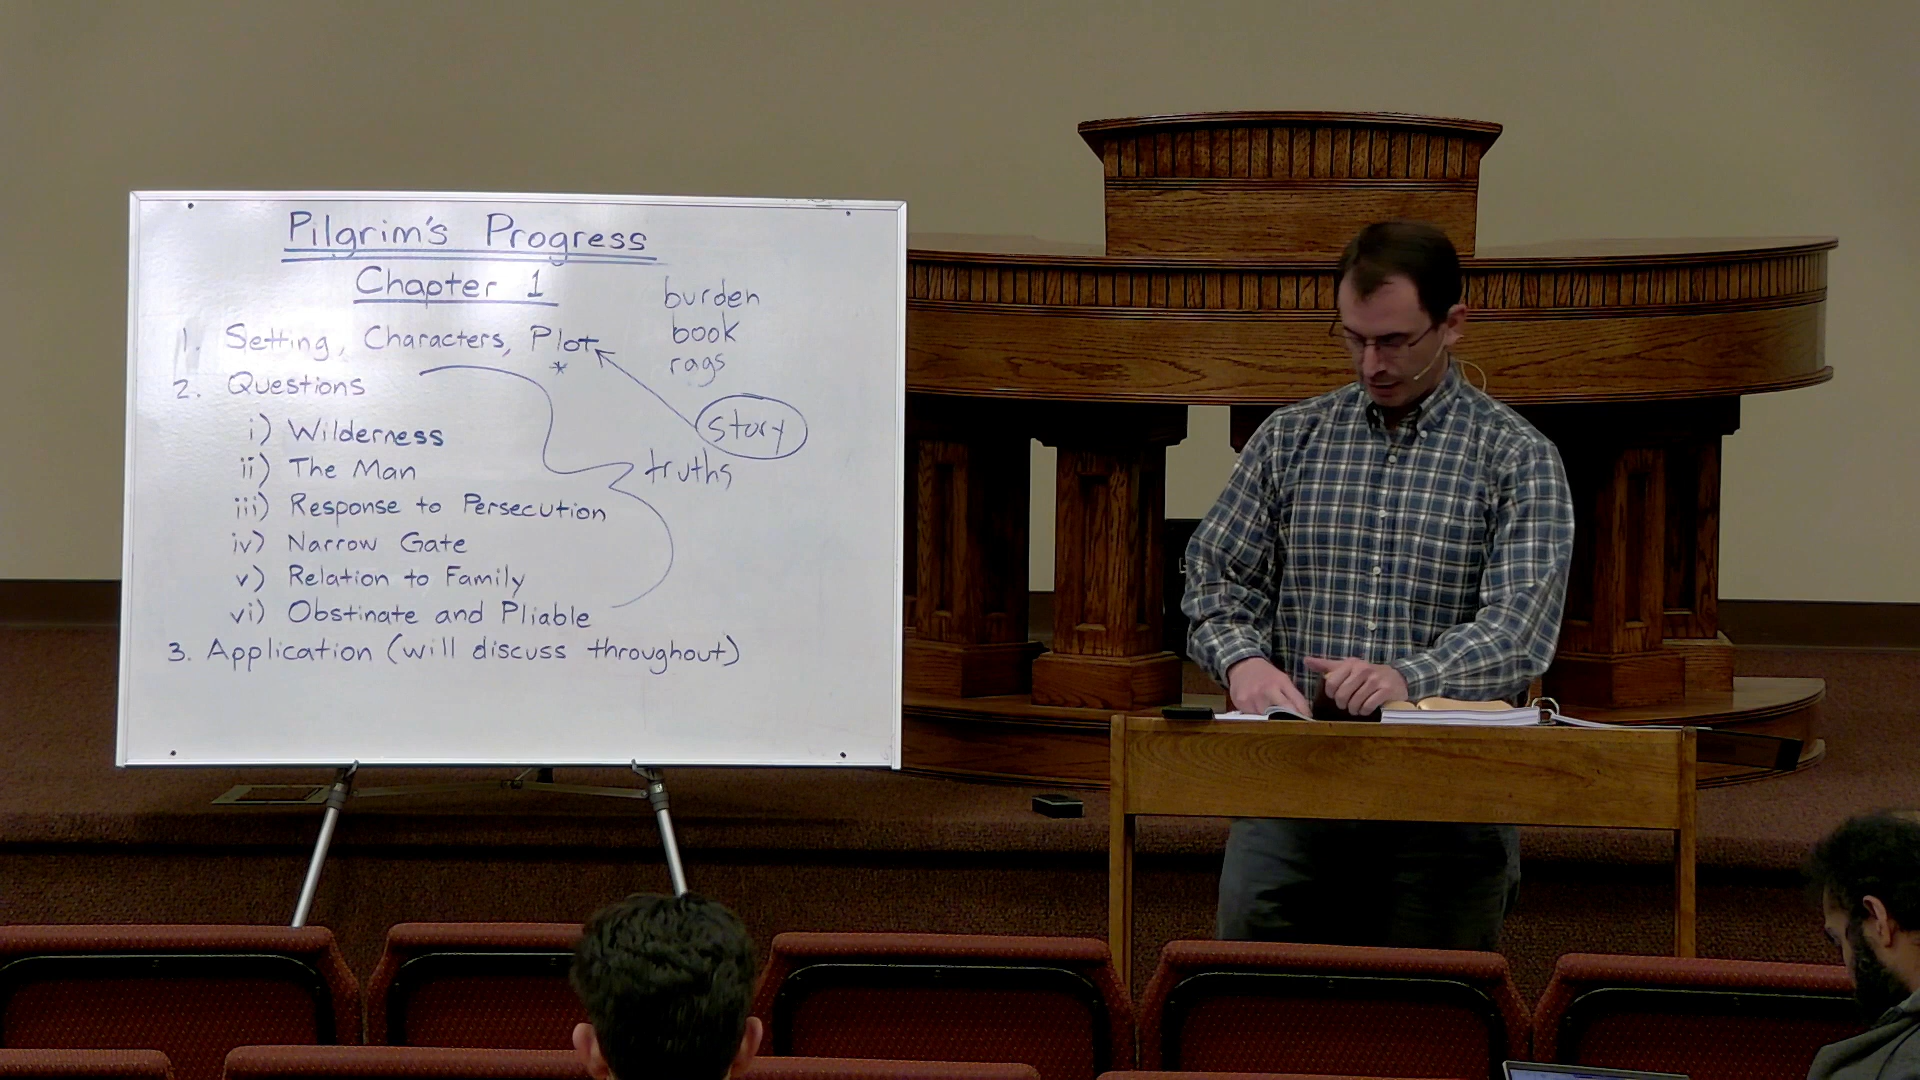 Pilgrim's Progress
Chapter 1
burden
book
rags
1. Setting, Characters, Plot
*
2. Questions
story
i) Wilderness
truths
ii) The Man
iii) Response to Persecution
iv) Narrow Gate
v) Relation to Family
vi) Obstinate and Pliable
3. Application (will discuss throughout)